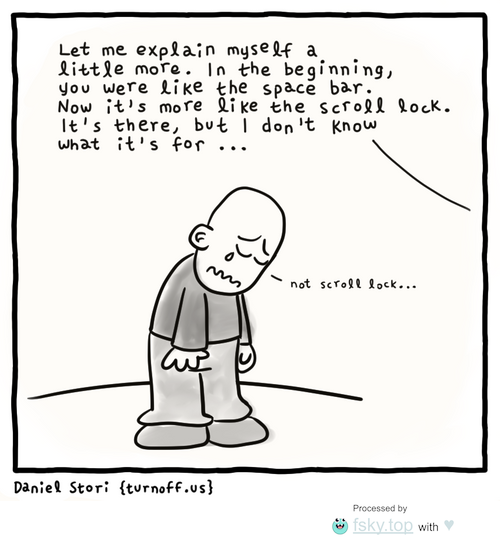 Let me explain myself a
little more. In the beginning,
you were like the space bar.
Now it's more like the scroll lock.
It's there, but I don't know
what it's for ...
not scroll lock...
Daniel Stori {turnoff.us}
Processed by
fsky.top with ♥